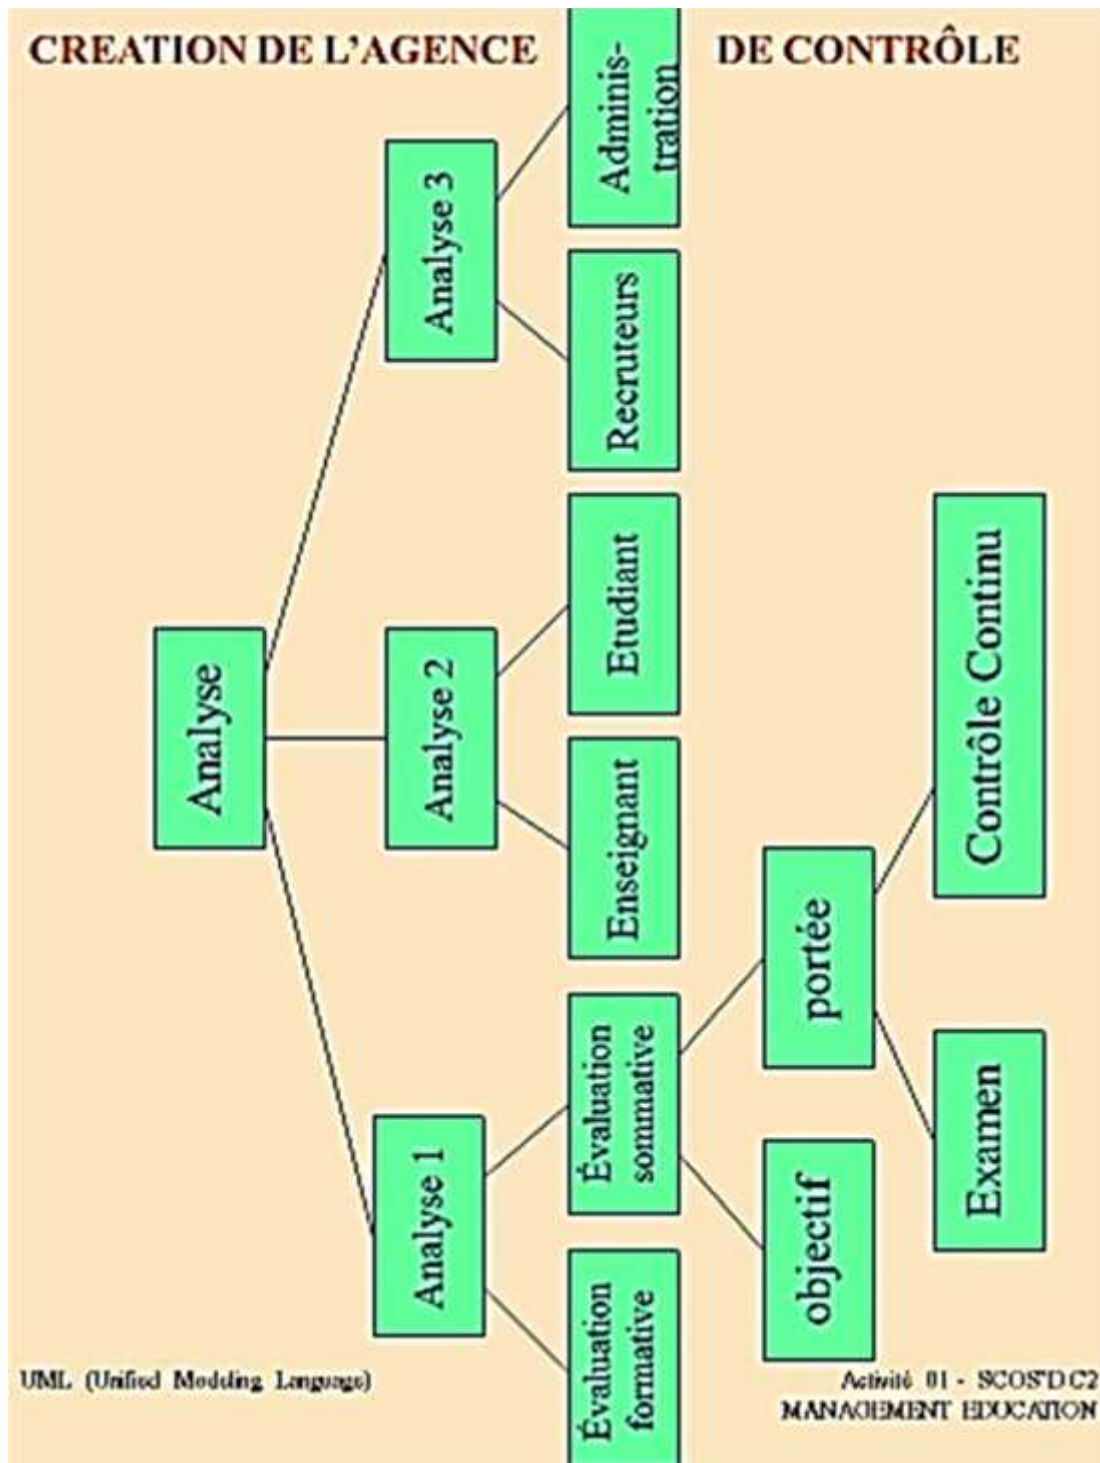 CREATION DE L'AGENCE DE CONTRÔLE
Analyse
Analyse 1
Analyse 2
Analyse 3
Évaluation
formative
Évaluation
sommative
Enseignant
Etudiant
Recruteurs
Adminis-
tration
objectif
portée
Examen
Contrôle Continu
UML (Unified Modeling Language)
Activité 01 - SCOS'D C2
MANAGEMENT EDUCATION